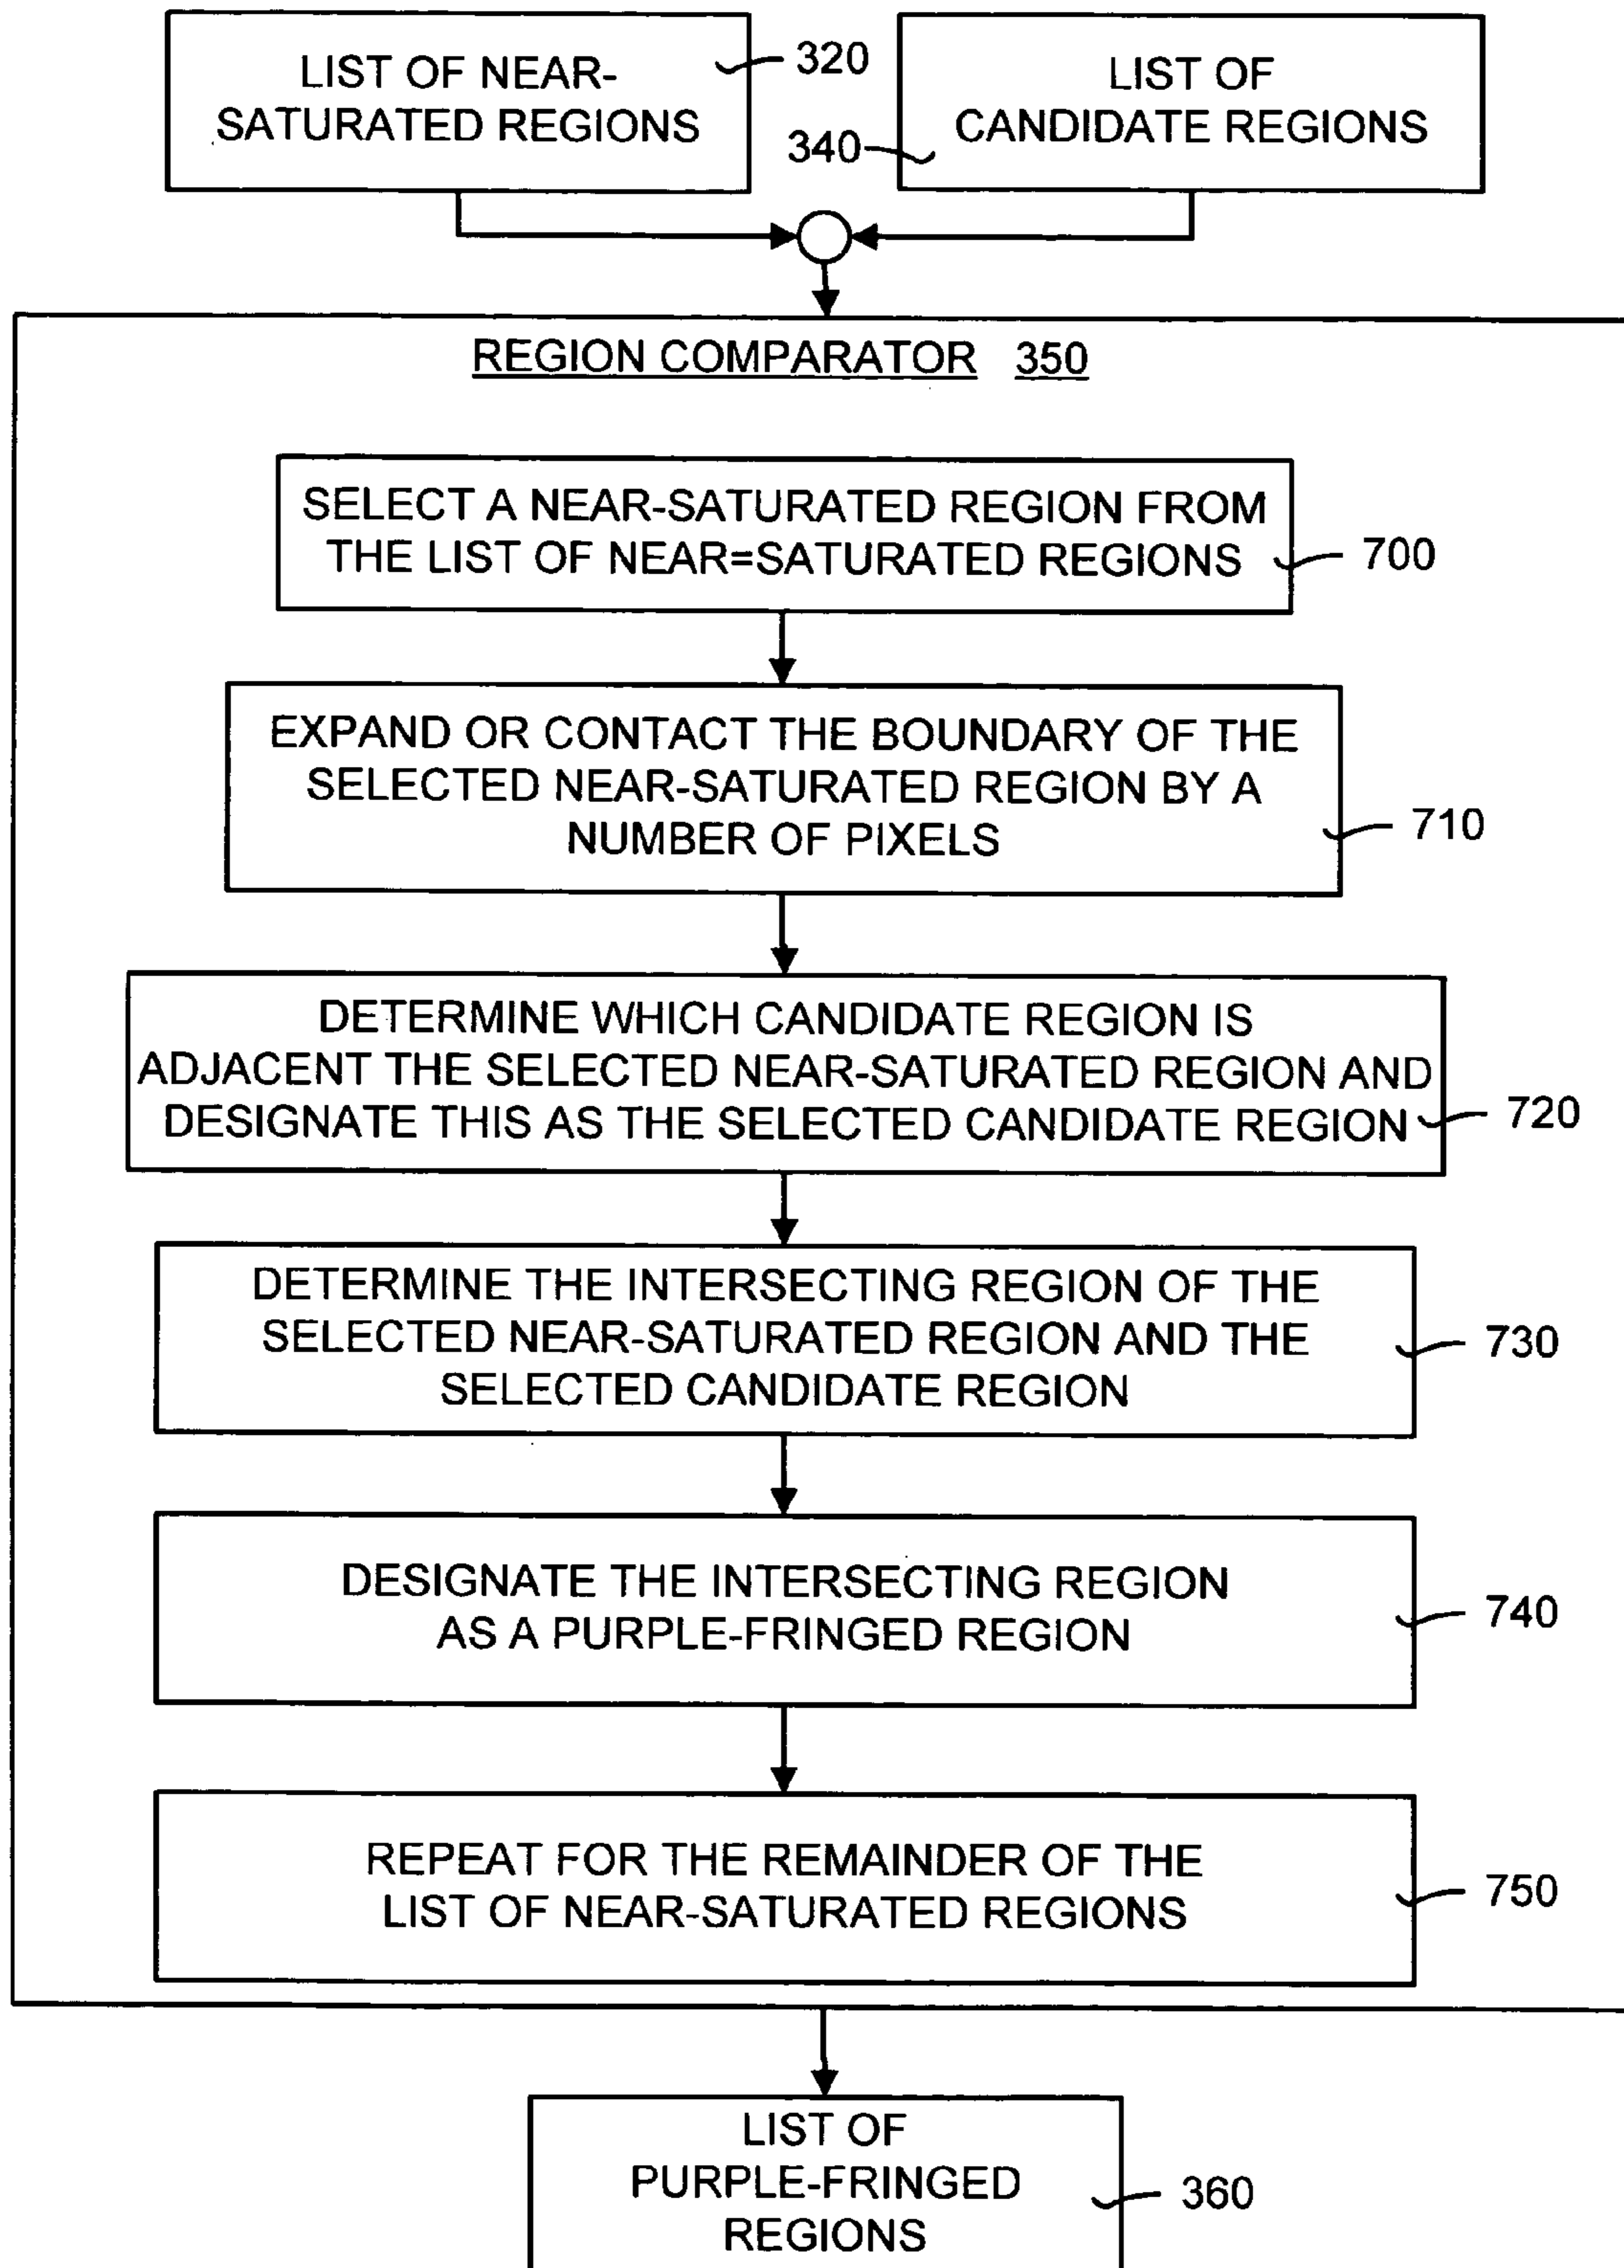 LIST OF NEAR-
SATURATED REGIONS
320
LIST OF
CANDIDATE REGIONS
340
REGION COMPARATOR 350
SELECT A NEAR-SATURATED REGION FROM
THE LIST OF NEAR=SATURATED REGIONS
700
EXPAND OR CONTACT THE BOUNDARY OF THE
SELECTED NEAR-SATURATED REGION BY A
NUMBER OF PIXELS
710
DETERMINE WHICH CANDIDATE REGION IS
ADJACENT THE SELECTED NEAR-SATURATED REGION AND
DESIGNATE THIS AS THE SELECTED CANDIDATE REGION
720
DETERMINE THE INTERSECTING REGION OF THE
SELECTED NEAR-SATURATED REGION AND THE
SELECTED CANDIDATE REGION
730
DESIGNATE THE INTERSECTING REGION
AS A PURPLE-FRINGED REGION
740
REPEAT FOR THE REMAINDER OF THE
LIST OF NEAR-SATURATED REGIONS
750
LIST OF
PURPLE-FRINGED
REGIONS
360